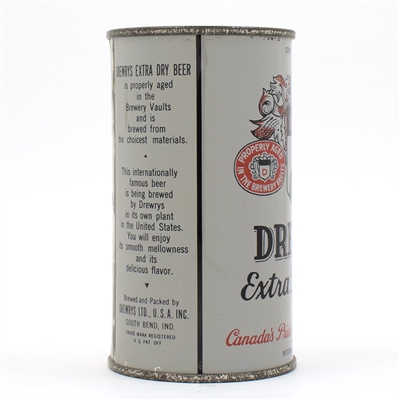 DREWRYS EXTRA DRY BEER
is properly aged
in the
Brewery Vaults
and is
brewed from
the choicest materials.
•
This internationally
famous beer
is being brewed
by Drewrys
in its own plant
in the United States.
You will enjoy
its smooth mellowness
and its
delicious flavor.
•
Brewed and Packed by
DREWRYS LTD., U.S.A. INC.
SOUTH BEND, IND.
TRADE MARK REGISTERED
U.S. PAT. OFF.
PROPERLY AGED
D
IN THE BREWERY VAULTS
DRE
Extra
Canada's Pri